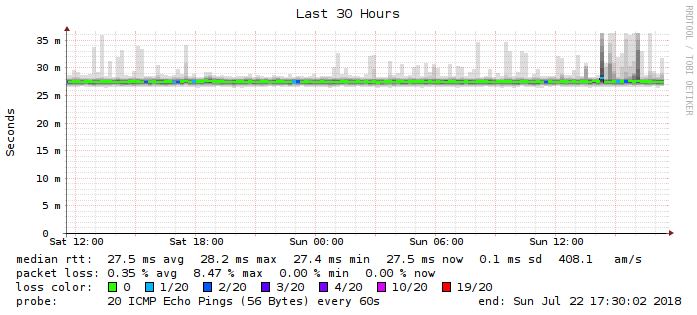 Last 30 Hours
RRDTOOL / TOBI OETIKER
Seconds
35 m
30 m
25 m
20 m
15 m
10 m
5 m
0
Sat 12:00 Sat 18:00 Sun 00:00 Sun 06:00 Sun 12:00
median rtt: 27.5 ms avg 28.2 ms max 27.4 ms min 27.5 ms now 0.1 ms sd 408.1 am/s
packet loss: 0.35 % avg 8.47 % max 0.00 % min 0.00 % now
loss color: 0 1/20 2/20 3/20 4/20 10/20 19/20
probe: 20 ICMP Echo Pings (56 Bytes) every 60s end: Sun Jul 22 17:30:02 2018